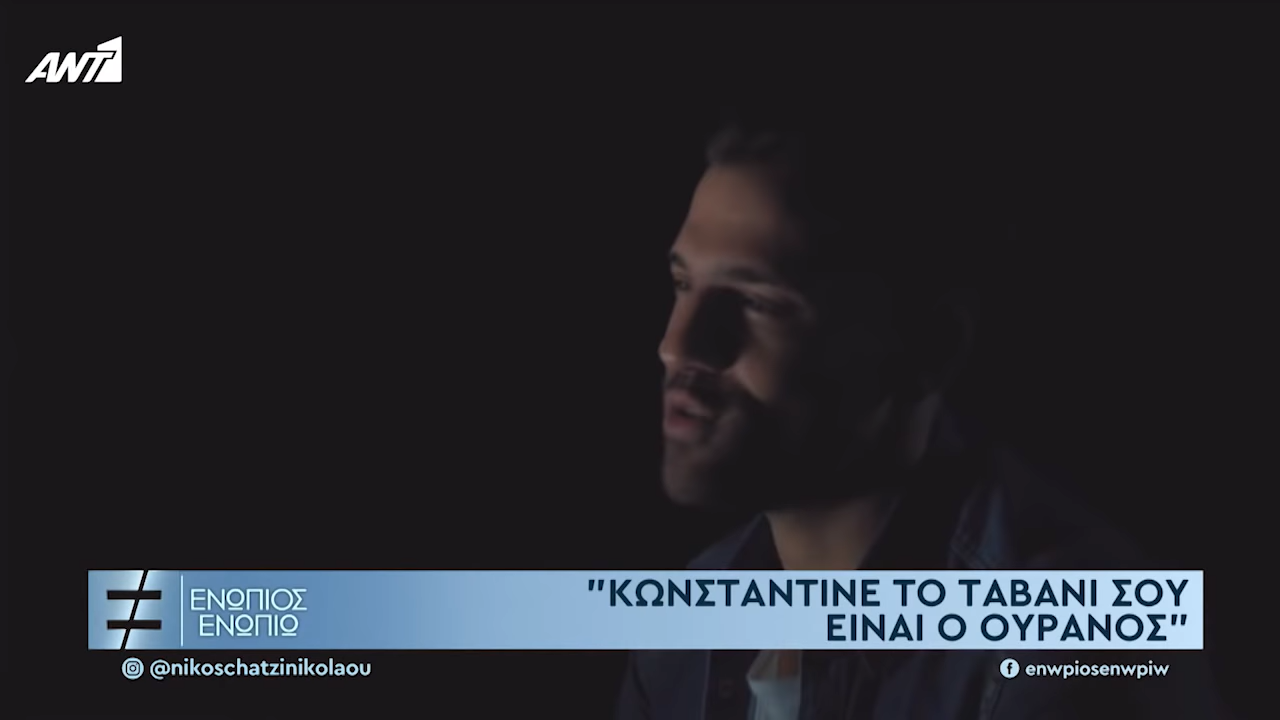 ANT1
"ΚΩΝΣΤΑΝΤΙΝΕ ΤΟ ΤΑΒΑΝΙ ΣΟΥ
ΕΙΝΑΙ Ο ΟΥΡΑΝΟΣ"
ΕΝΩΠΙΟΣ
ΕΝΩΠΙΩ
@nikoschatzinikolaou
enwpiosenwpiw